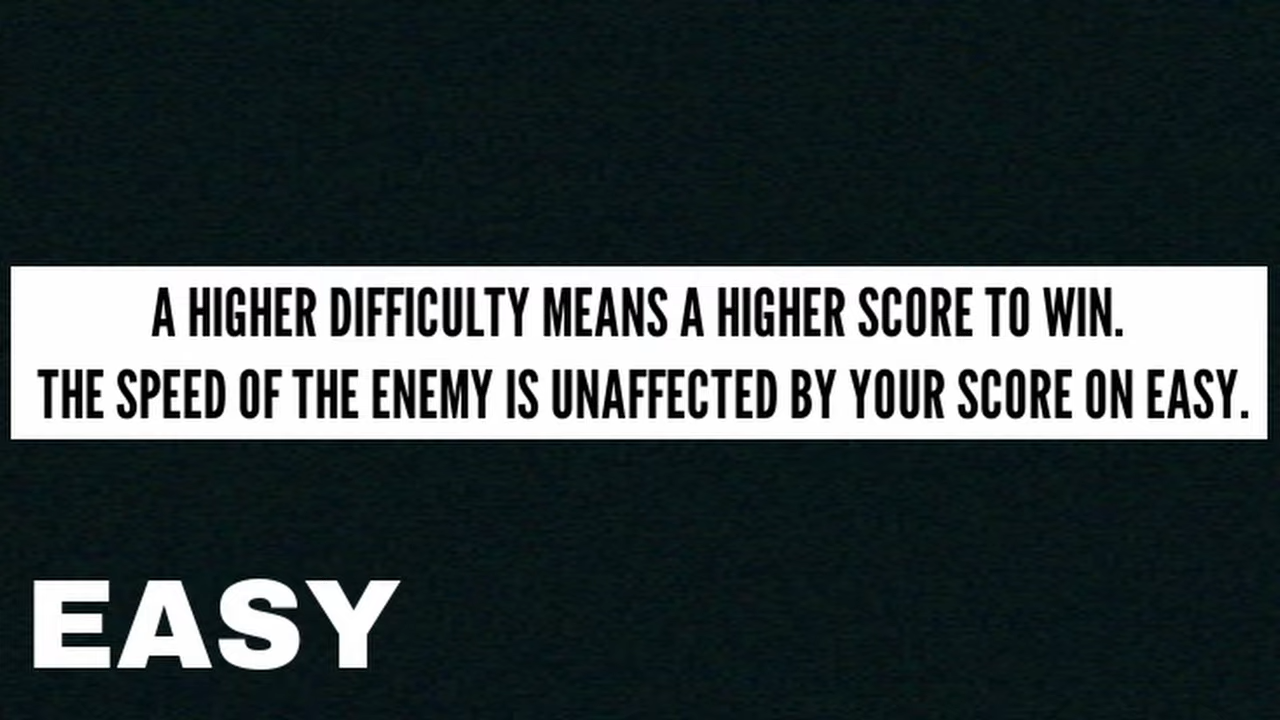 A HIGHER DIFFICULTY MEANS A HIGHER SCORE TO WIN.
THE SPEED OF THE ENEMY IS UNAFFECTED BY YOUR SCORE ON EASY.
EASY